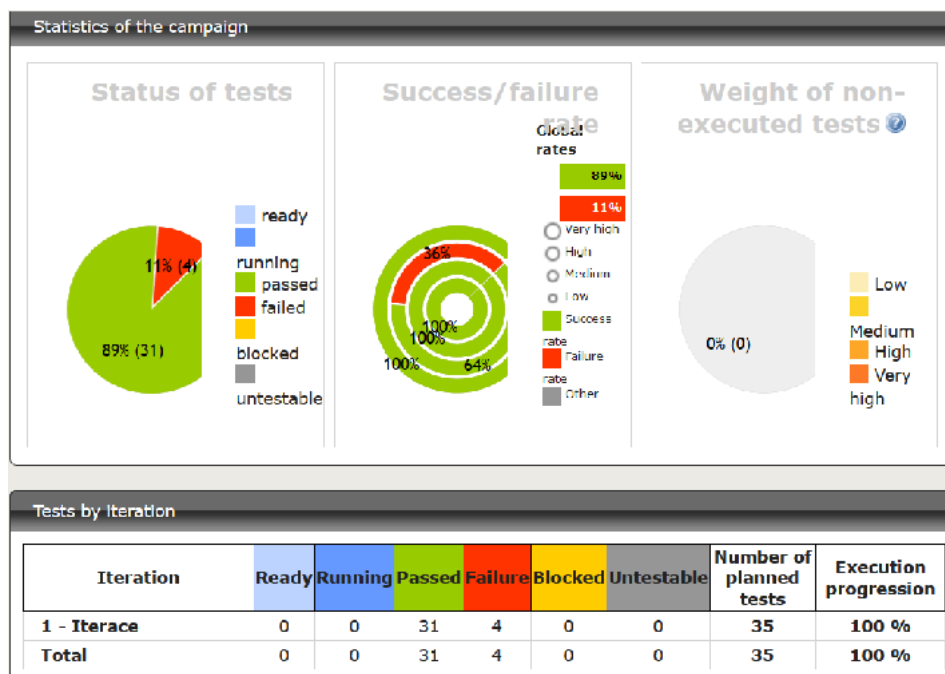 Statistics of the campaign
Status of tests
ready
running
passed
failed
blocked
untestable
11% (4)
89% (31)
Success/failure
rate
Global
rates
89%
11%
Very high
High
Medium
Low
Success
rate
Failure
rate
Other
36%
100%
100%
100%
64%
Weight of non-
executed tests
Low
Medium
High
Very
high
0% (0)
Tests by iteration
Iteration Ready Running Passed Failure Blocked Untestable Number of planned tests Execution progression
1 - Iterace 0 0 31 4 0 0 35 100 %
Total 0 0 31 4 0 0 35 100 %